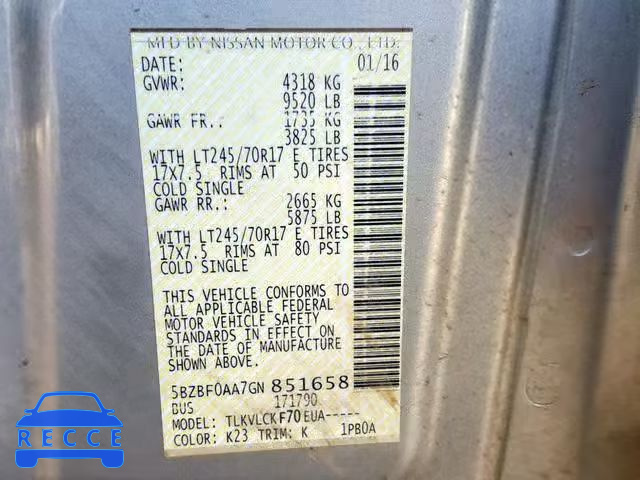 MFD BY NISSAN MOTOR CO., LTD.
DATE: 01/16
GVWR: 4318 KG
9520 LB
GAWR FR.: 1735 KG
3825 LB
WITH LT245/70R17 E TIRES
17X7.5 RIMS AT 50 PSI
COLD SINGLE
GAWR RR.: 2665 KG
5875 LB
WITH LT245/70R17 E TIRES
17X7.5 RIMS AT 80 PSI
COLD SINGLE
THIS VEHICLE CONFORMS TO
ALL APPLICABLE FEDERAL
MOTOR VEHICLE SAFETY
STANDARDS IN EFFECT ON
THE DATE OF MANUFACTURE
SHOWN ABOVE.
5BZBF0AA7GN851658
BUS 171790
MODEL: TLKVLCKF70EUA-----
COLOR: K23 TRIM: K 1PB0A
RECCE